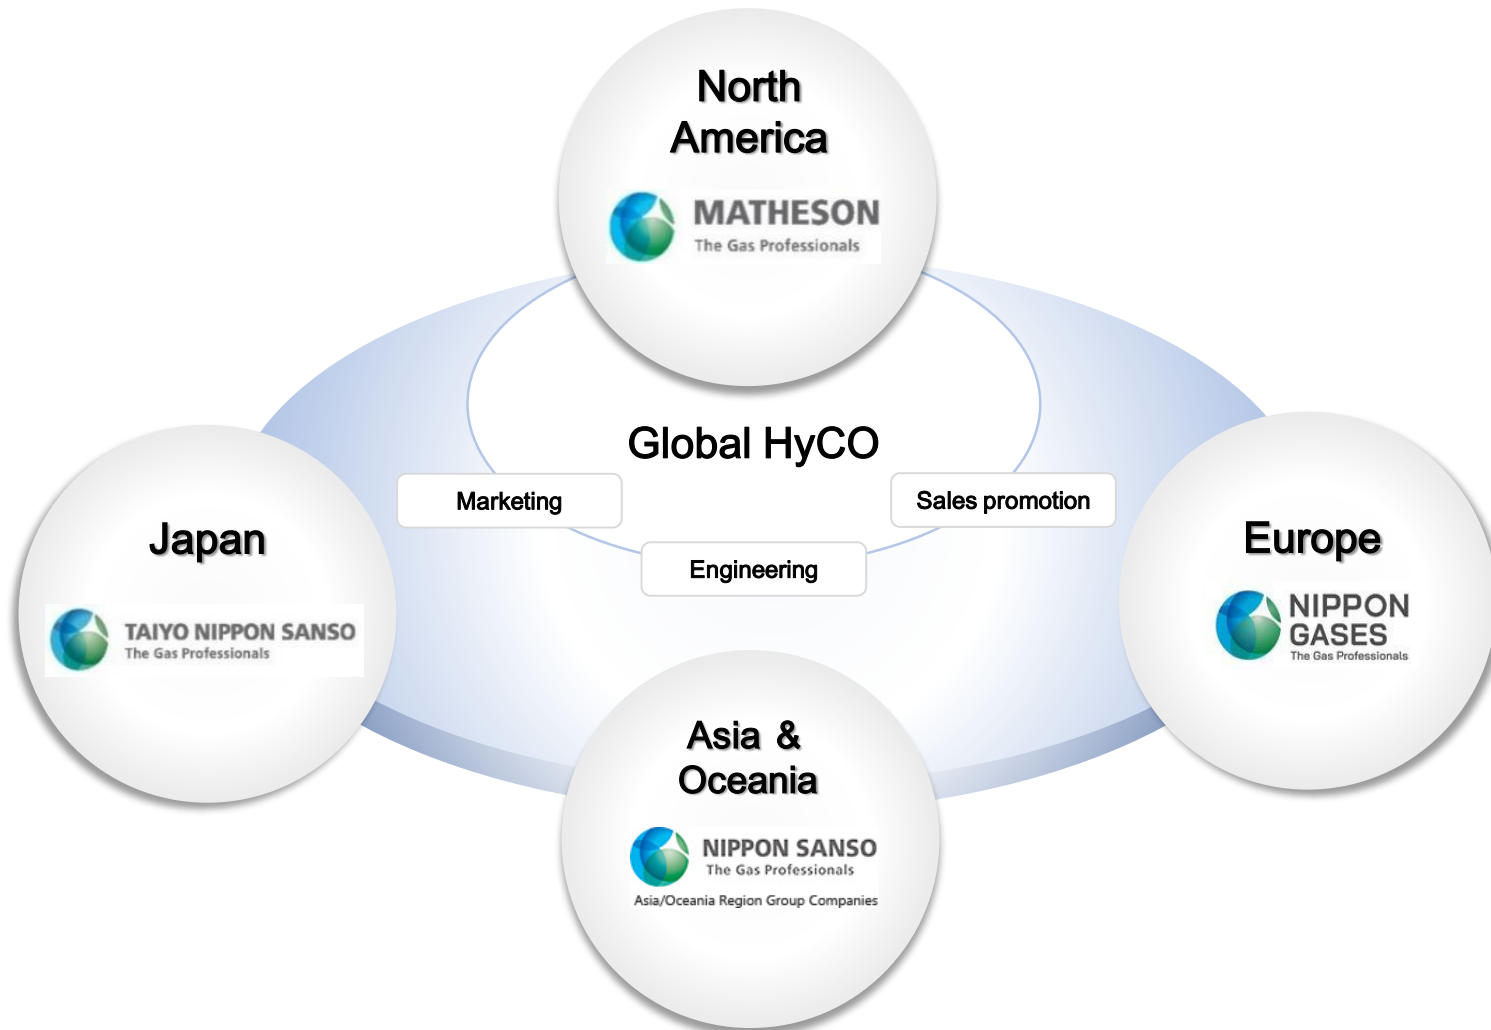 North
America
MATHESON
The Gas Professionals
Global HyCO
Marketing
Sales promotion
Engineering
Japan
TAIYO NIPPON SANSO
The Gas Professionals
Europe
NIPPON
GASES
The Gas Professionals
Asia &
Oceania
NIPPON SANSO
The Gas Professionals
Asia/Oceania Region Group Companies